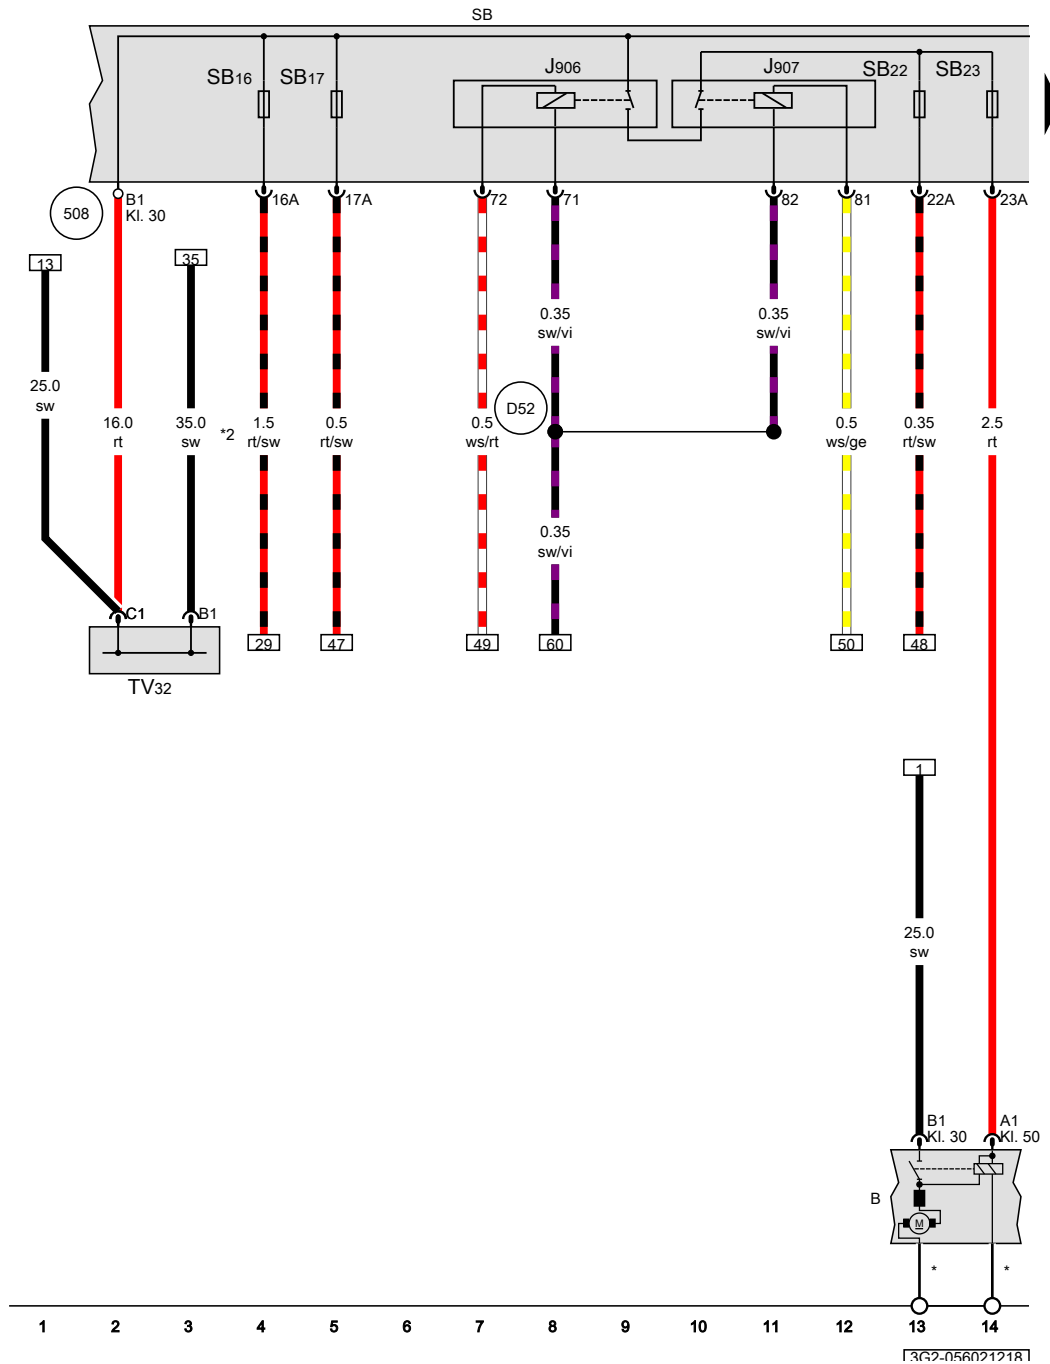 SB
SB16
SB17
J906
J907
SB22
SB23
508
B1
Kl. 30
16A
17A
72
71
82
81
22A
23A
13
35
0.35
sw/vi
0.35
sw/vi
25.0
sw
D52
16.0
rt
35.0
sw
*2
1.5
rt/sw
0.5
rt/sw
0.5
ws/rt
0.5
ws/ge
0.35
rt/sw
2.5
rt
0.35
sw/vi
C1
B1
29
47
49
60
50
48
TV32
1
25.0
sw
B1
Kl. 30
A1
Kl. 50
B
M
*
*
1 2 3 4 5 6 7 8 9 10 11 12 13 14
3G2-056021218